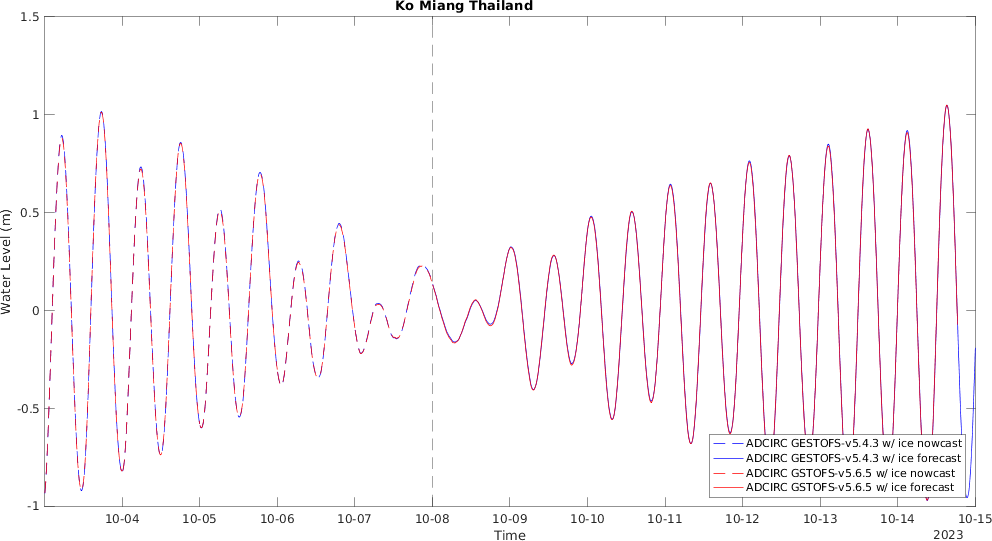 Ko Miang Thailand
1.5
1
0.5
0
-0.5
-1
Water Level (m)
10-04 10-05 10-06 10-07 10-08 10-09 10-10 10-11 10-12 10-13 10-14 10-15
Time
2023
ADCIRC GESTOFS-v5.4.3 w/ ice nowcast
ADCIRC GESTOFS-v5.4.3 w/ ice forecast
ADCIRC GSTOFS-v5.6.5 w/ ice nowcast
ADCIRC GSTOFS-v5.6.5 w/ ice forecast